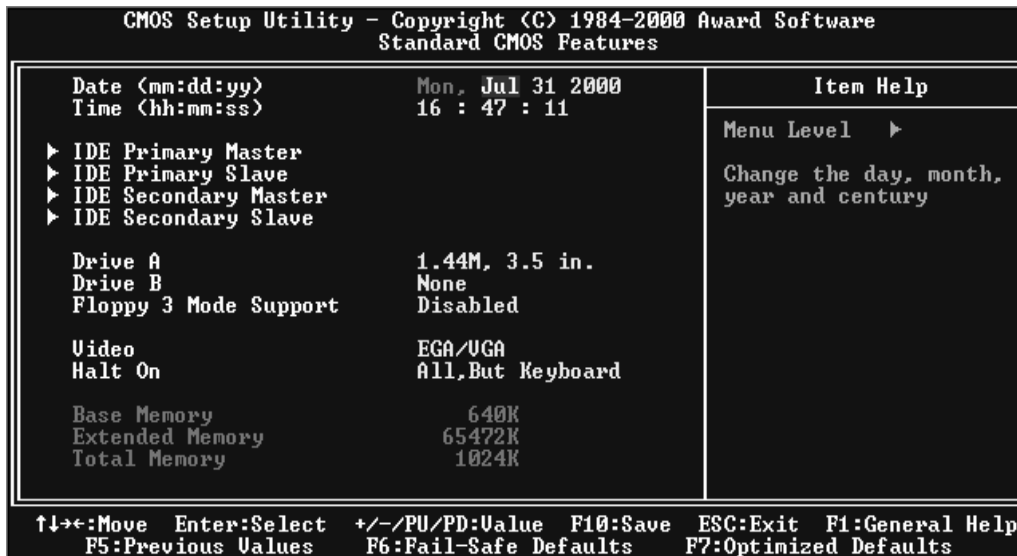 CMOS Setup Utility - Copyright (C) 1984-2000 Award Software
Standard CMOS Features
Date (mm:dd:yy) Mon, Jul 31 2000
Time (hh:mm:ss) 16 : 47 : 11
▶ IDE Primary Master
▶ IDE Primary Slave
▶ IDE Secondary Master
▶ IDE Secondary Slave
Drive A 1.44M, 3.5 in.
Drive B None
Floppy 3 Mode Support Disabled
Video EGA/VGA
Halt On All,But Keyboard
Base Memory 640K
Extended Memory 65472K
Total Memory 1024K
Item Help
Menu Level ▶
Change the day, month,
year and century
↑↓→←:Move Enter:Select +/-/PU/PD:Value F10:Save ESC:Exit F1:General Help
F5:Previous Values F6:Fail-Safe Defaults F7:Optimized Defaults